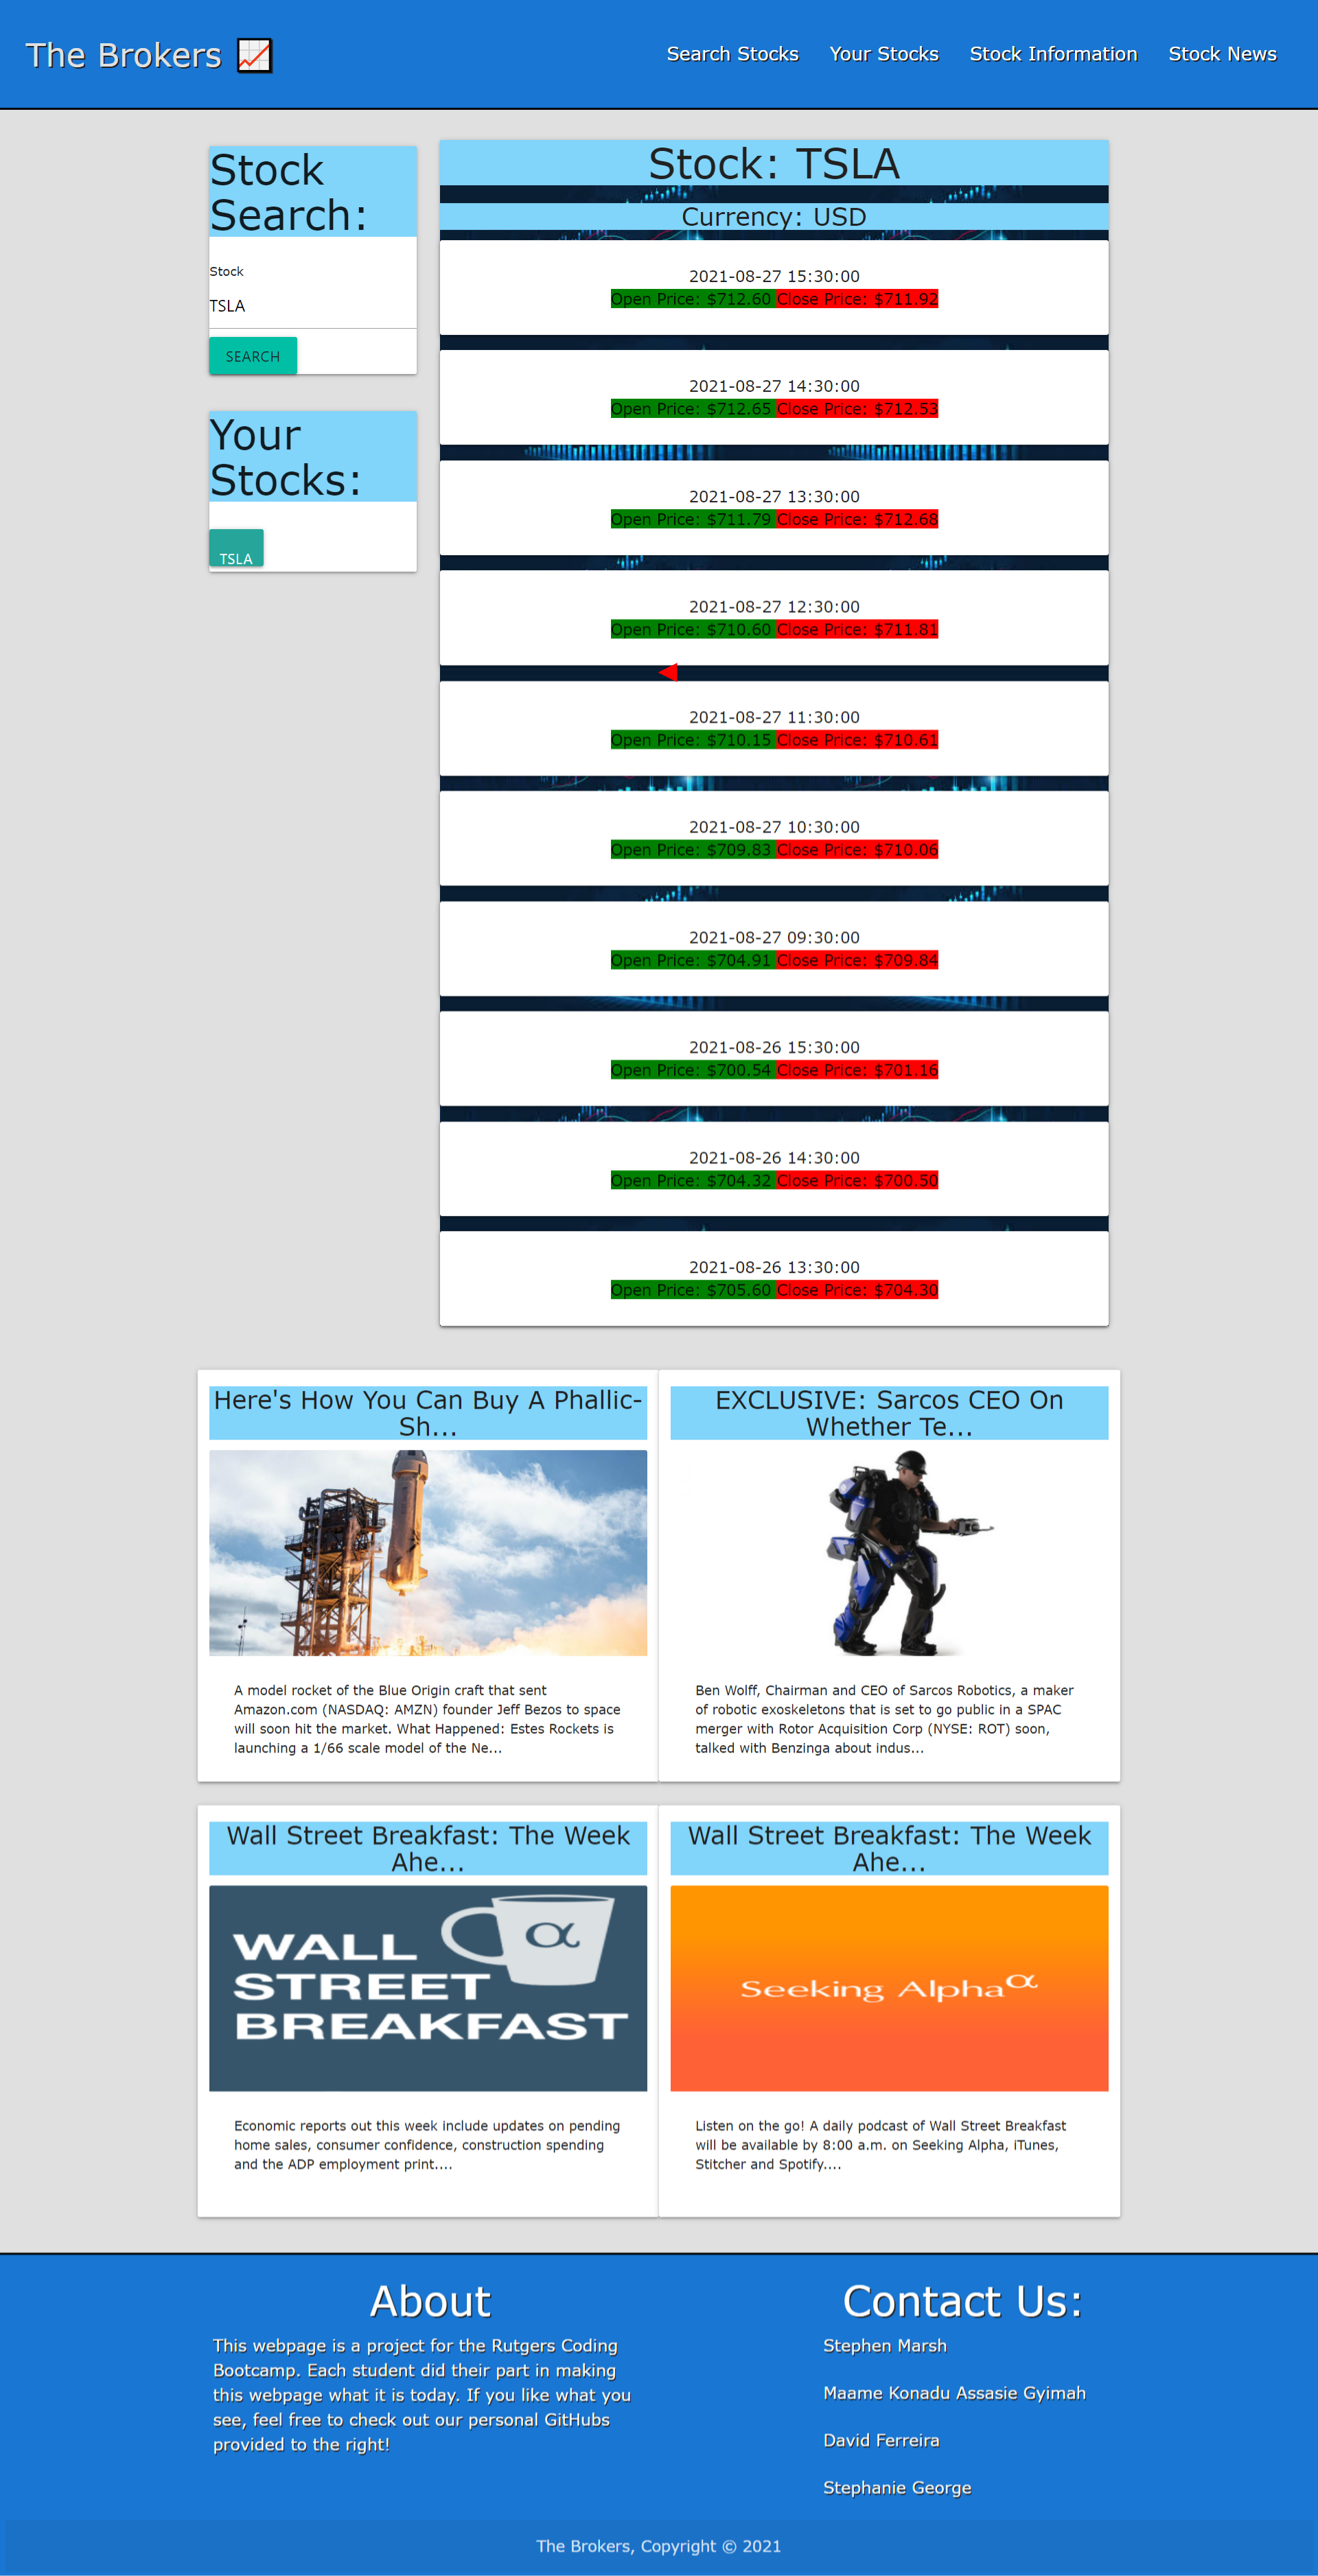 The Brokers
Search Stocks Your Stocks Stock Information Stock News
Stock
Search:
Stock
TSLA
SEARCH
Your
Stocks:
TSLA
Stock: TSLA
Currency: USD
2021-08-27 15:30:00
Open Price: $712.60 Close Price: $711.92
2021-08-27 14:30:00
Open Price: $712.65 Close Price: $712.53
2021-08-27 13:30:00
Open Price: $711.79 Close Price: $712.68
2021-08-27 12:30:00
Open Price: $710.60 Close Price: $711.81
2021-08-27 11:30:00
Open Price: $710.15 Close Price: $710.61
2021-08-27 10:30:00
Open Price: $709.83 Close Price: $710.06
2021-08-27 09:30:00
Open Price: $704.91 Close Price: $709.84
2021-08-26 15:30:00
Open Price: $700.54 Close Price: $701.16
2021-08-26 14:30:00
Open Price: $704.32 Close Price: $700.50
2021-08-26 13:30:00
Open Price: $705.60 Close Price: $704.30
Here's How You Can Buy A Phallic-
Sh...
A model rocket of the Blue Origin craft that sent
Amazon.com (NASDAQ: AMZN) founder Jeff Bezos to space
will soon hit the market. What Happened: Estes Rockets is
launching a 1/66 scale model of the Ne...
EXCLUSIVE: Sarcos CEO On
Whether Te...
Ben Wolff, Chairman and CEO of Sarcos Robotics, a maker
of robotic exoskeletons that is set to go public in a SPAC
merger with Rotor Acquisition Corp (NYSE: ROT) soon,
talked with Benzinga about indus...
Wall Street Breakfast: The Week
Ahe...
WALL
STREET
BREAKFAST
α
Economic reports out this week include updates on pending
home sales, consumer confidence, construction spending
and the ADP employment print....
Wall Street Breakfast: The Week
Ahe...
Seeking Alphaα
Listen on the go! A daily podcast of Wall Street Breakfast
will be available by 8:00 a.m. on Seeking Alpha, iTunes,
Stitcher and Spotify....
About
This webpage is a project for the Rutgers Coding
Bootcamp. Each student did their part in making
this webpage what it is today. If you like what you
see, feel free to check out our personal GitHubs
provided to the right!
Contact Us:
Stephen Marsh
Maame Konadu Assasie Gyimah
David Ferreira
Stephanie George
The Brokers, Copyright © 2021